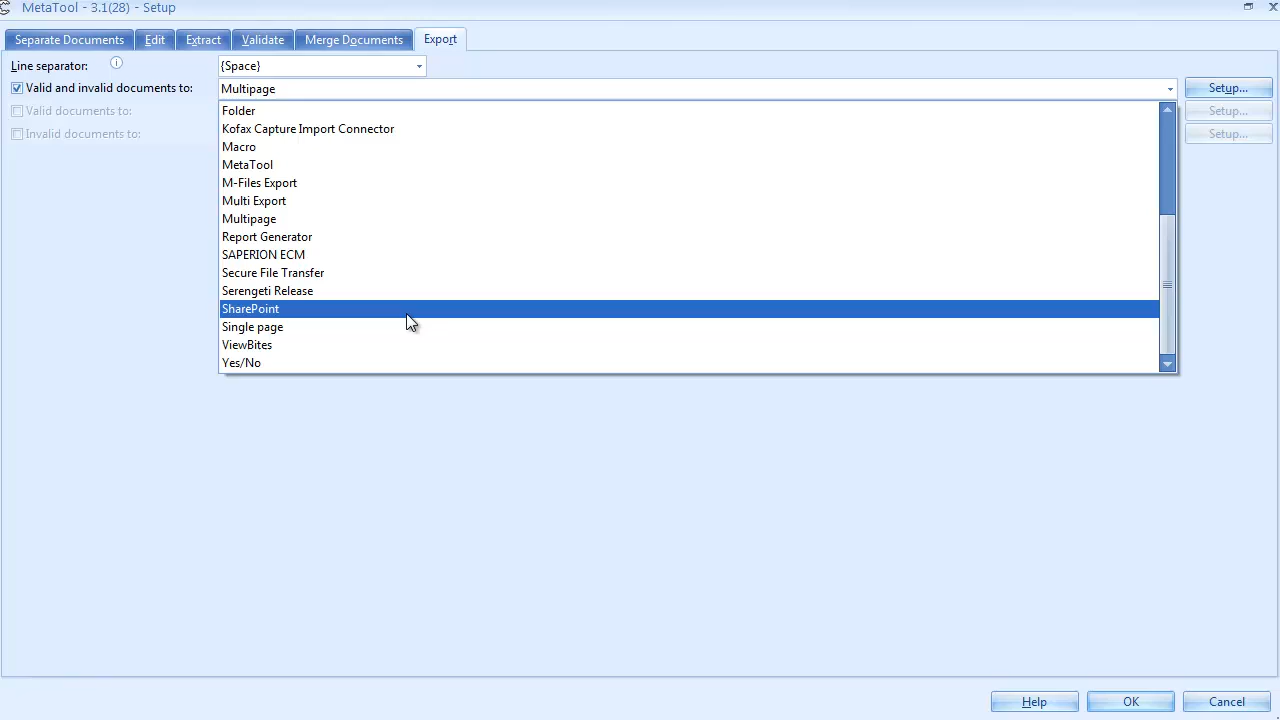 MetaTool - 3.1(28) - Setup
Separate Documents Edit Extract Validate Merge Documents Export
Line separator: {Space}
Valid and invalid documents to: Multipage Setup...
Valid documents to: Setup...
Invalid documents to: Setup...
Folder
Kofax Capture Import Connector
Macro
MetaTool
M-Files Export
Multi Export
Multipage
Report Generator
SAPERION ECM
Secure File Transfer
Serengeti Release
SharePoint
Single page
ViewBites
Yes/No
Help OK Cancel